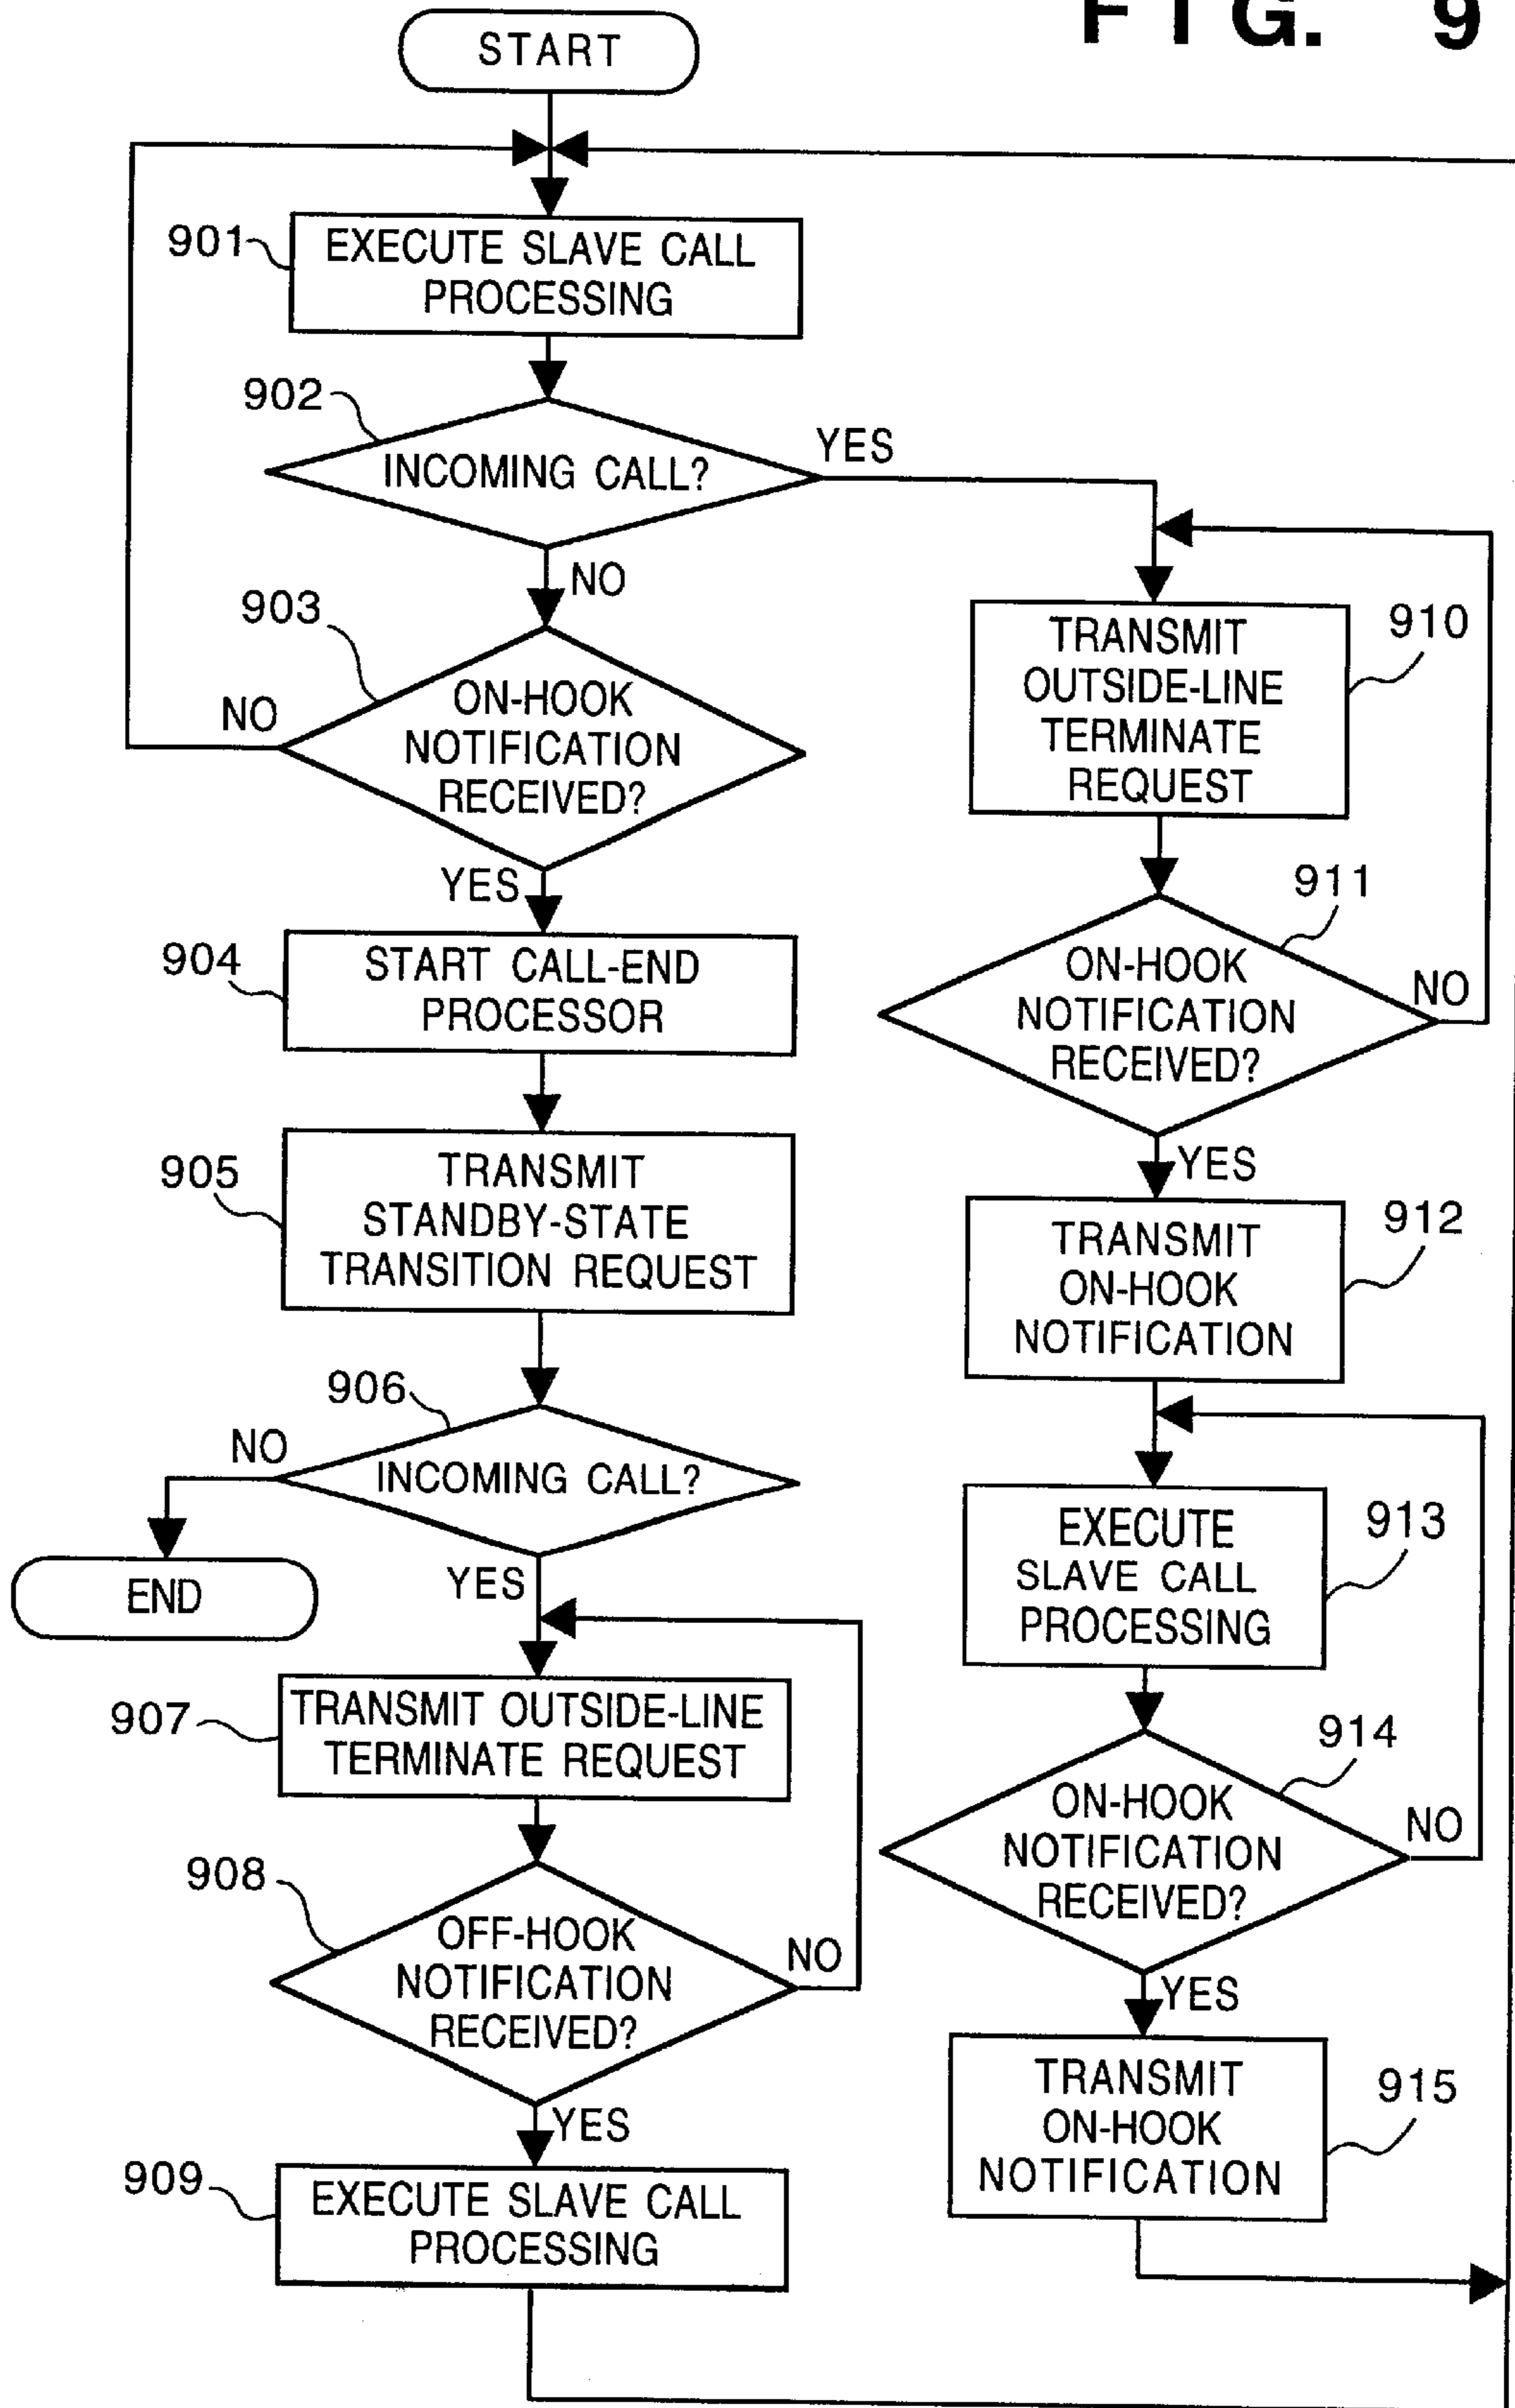 FIG. 9
START
901
EXECUTE SLAVE CALL
PROCESSING
902
INCOMING CALL?
YES
NO
903
ON-HOOK
NOTIFICATION
RECEIVED?
NO
YES
904
START CALL-END
PROCESSOR
905
TRANSMIT
STANDBY-STATE
TRANSITION REQUEST
906
INCOMING CALL?
NO
END
YES
907
TRANSMIT OUTSIDE-LINE
TERMINATE REQUEST
908
OFF-HOOK
NOTIFICATION
RECEIVED?
NO
YES
909
EXECUTE SLAVE CALL
PROCESSING
910
TRANSMIT
OUTSIDE-LINE
TERMINATE
REQUEST
911
ON-HOOK
NOTIFICATION
RECEIVED?
NO
YES
912
TRANSMIT
ON-HOOK
NOTIFICATION
913
EXECUTE
SLAVE CALL
PROCESSING
914
ON-HOOK
NOTIFICATION
RECEIVED?
NO
YES
915
TRANSMIT
ON-HOOK
NOTIFICATION